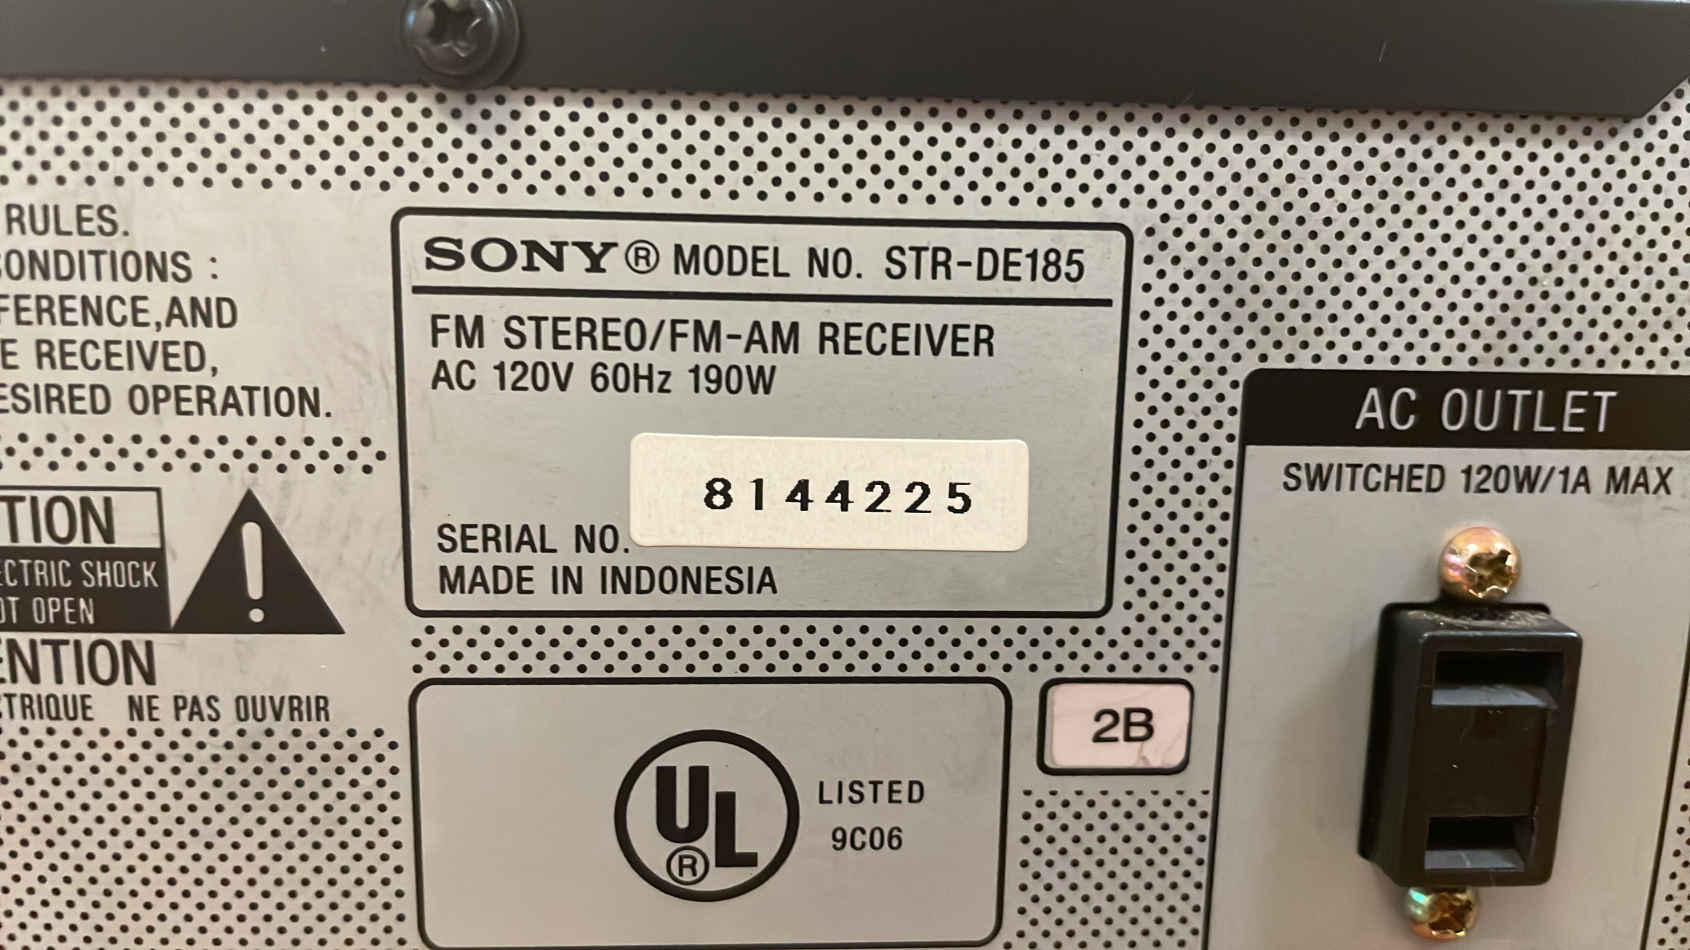 RULES.
CONDITIONS :
FERENCE,AND
E RECEIVED,
ESIRED OPERATION.
SONY® MODEL NO. STR-DE185
FM STEREO/FM-AM RECEIVER
AC 120V 60Hz 190W
8144225
SERIAL NO.
MADE IN INDONESIA
AC OUTLET
SWITCHED 120W/1A MAX
TION
ECTRIC SHOCK
OT OPEN
ENTION
CTRIQUE NE PAS OUVRIR
UL®
LISTED
9C06
2B